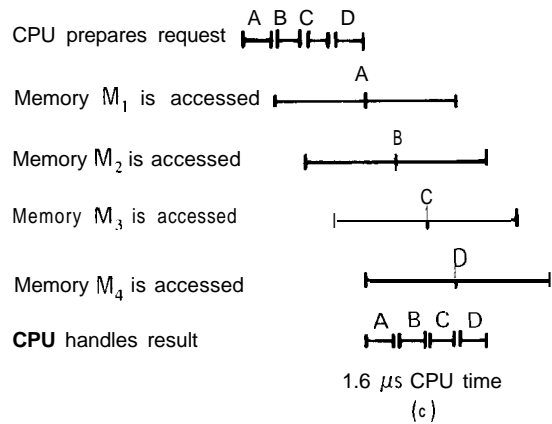 A B C D
CPU prepares request
A
Memory M₁ is accessed
B
Memory M₂ is accessed
C
Memory M₃ is accessed
D
Memory M₄ is accessed
A B C D
CPU handles result
1.6 μs CPU time
(c)